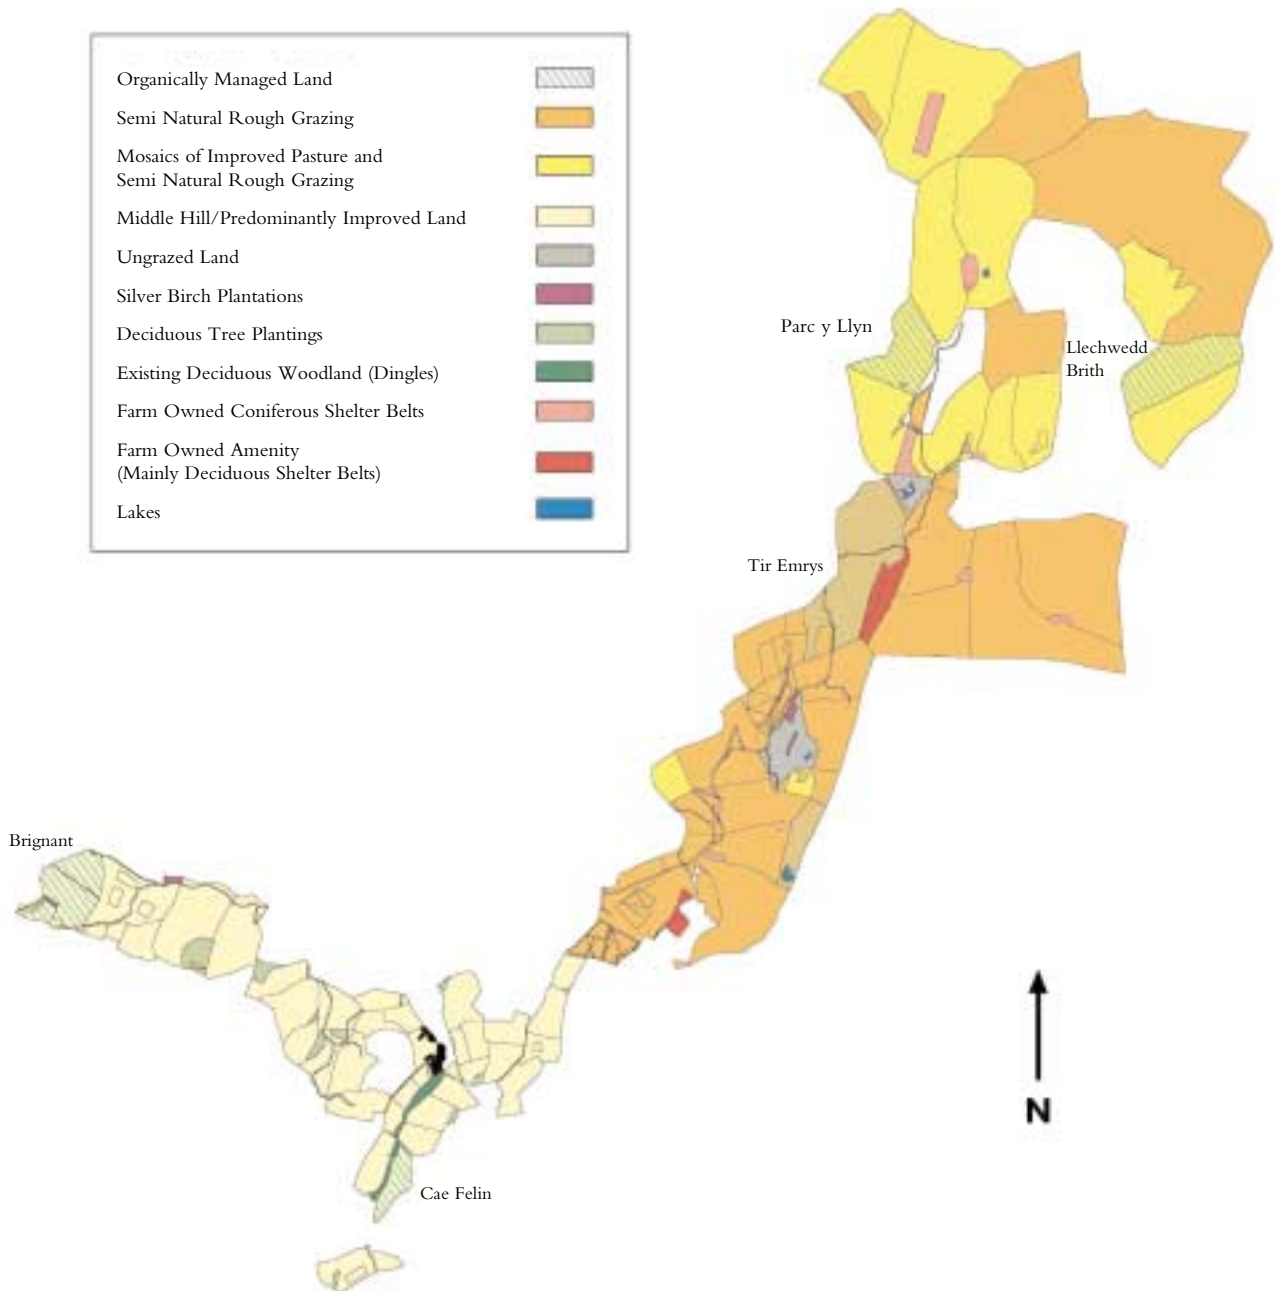 Organically Managed Land
Semi Natural Rough Grazing
Mosaics of Improved Pasture and
Semi Natural Rough Grazing
Middle Hill/Predominantly Improved Land
Ungrazed Land
Silver Birch Plantations
Deciduous Tree Plantings
Existing Deciduous Woodland (Dingles)
Farm Owned Coniferous Shelter Belts
Farm Owned Amenity
(Mainly Deciduous Shelter Belts)
Lakes
Parc y Llyn
Llechwedd
Brith
Tir Emrys
Brignant
Cae Felin
N